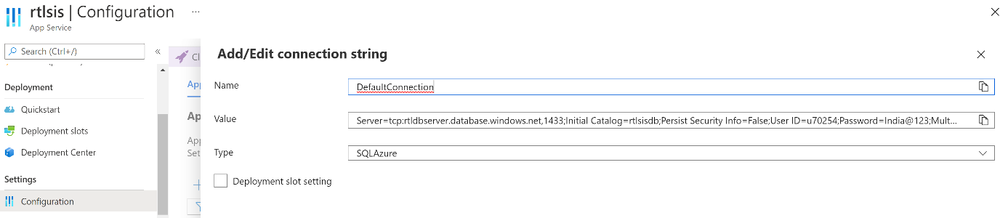 rtlsis | Configuration ...
App Service
Search (Ctrl+/)
«
Deployment
Quickstart
Deployment slots
Deployment Center
Settings
Configuration
Cl
App
Ap
App
Set
Add/Edit connection string
Name
DefaultConnection
Value
Server=tcp:rtldbserver.database.windows.net,1433;Initial Catalog=rtlsisdb;Persist Security Info=False;User ID=u70254;Password=India@123;Mult...
Type
SQLAzure
Deployment slot setting